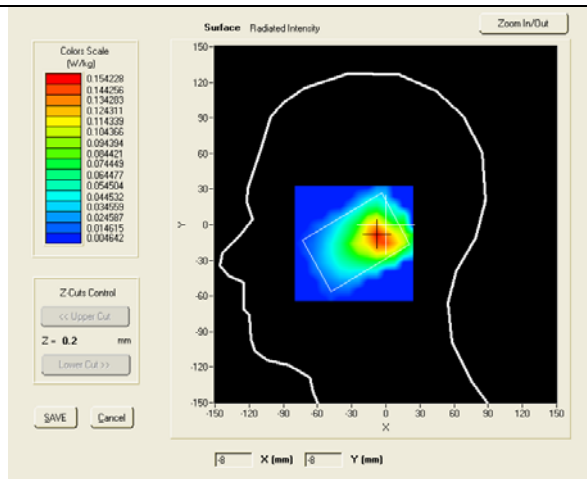 Surface Radiated Intensity
Zoom In/Out
Colors Scale
(W/kg)
0.154228
0.144256
0.134283
0.124311
0.114339
0.104366
0.094394
0.084421
0.074449
0.064477
0.054504
0.044532
0.034559
0.024587
0.014615
0.004642
Z-Cuts Control
<< Upper Cut
Z = 0.2 mm
Lower Cut >>
SAVE Cancel
150
120
90
60
30
0
-30
-60
-90
-120
-150
Y
-150 -120 -90 -60 -30 0 30 60 90 120 150
X
-8 X (mm) -8 Y (mm)